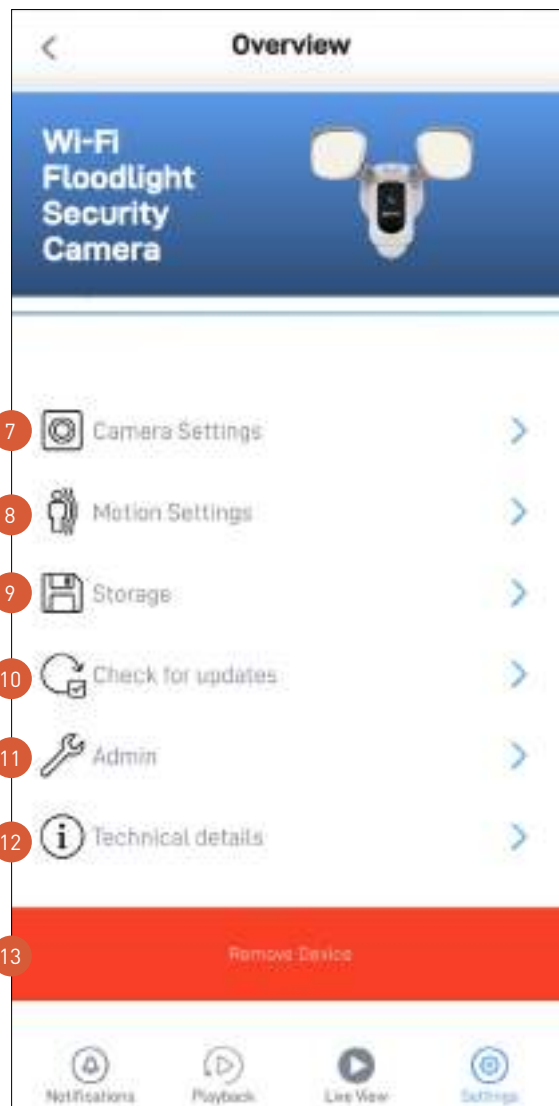 Overview
Wi-Fi
Floodlight
Security
Camera
7 Camera Settings
8 Motion Settings
9 Storage
10 Check for updates
11 Admin
12 Technical details
13 Remove Device
Notifications Playback Live View Settings